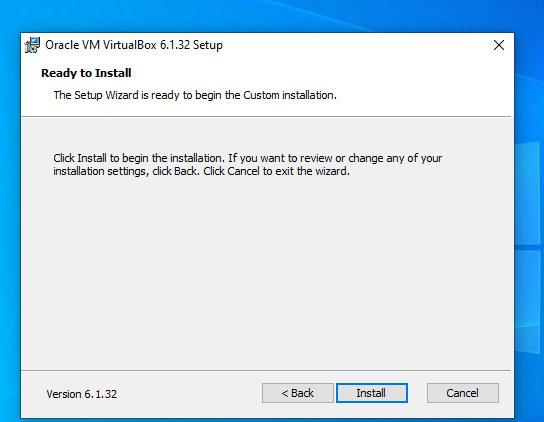 Oracle VM VirtualBox 6.1.32 Setup
Ready to Install
The Setup Wizard is ready to begin the Custom installation.
Click Install to begin the installation. If you want to review or change any of your
installation settings, click Back. Click Cancel to exit the wizard.
Version 6.1.32
< Back
Install
Cancel